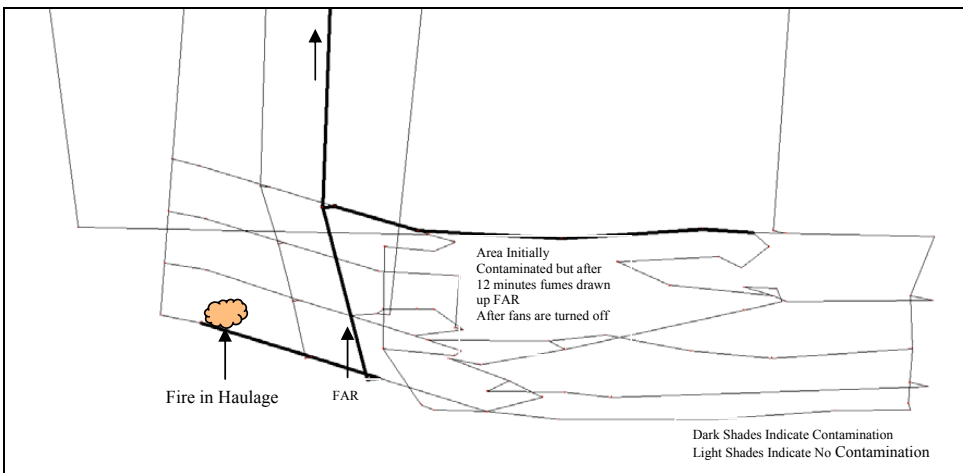 Area Initially
Contaminated but after
12 minutes fumes drawn
up FAR
After fans are turned off
Fire in Haulage
FAR
Dark Shades Indicate Contamination
Light Shades Indicate No Contamination